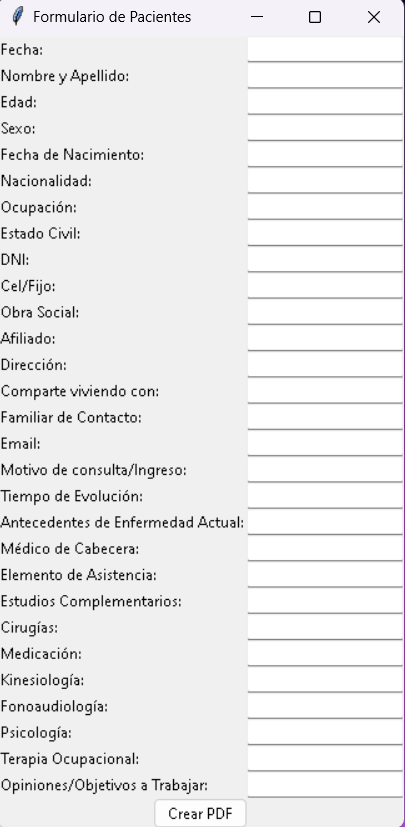 Formulario de Pacientes
Fecha:
Nombre y Apellido:
Edad:
Sexo:
Fecha de Nacimiento:
Nacionalidad:
Ocupación:
Estado Civil:
DNI:
Cel/Fijo:
Obra Social:
Afiliado:
Dirección:
Comparte viviendo con:
Familiar de Contacto:
Email:
Motivo de consulta/Ingreso:
Tiempo de Evolución:
Antecedentes de Enfermedad Actual:
Médico de Cabecera:
Elemento de Asistencia:
Estudios Complementarios:
Cirugías:
Medicación:
Kinesiología:
Fonoaudiología:
Psicología:
Terapia Ocupacional:
Opiniones/Objetivos a Trabajar:
Crear PDF